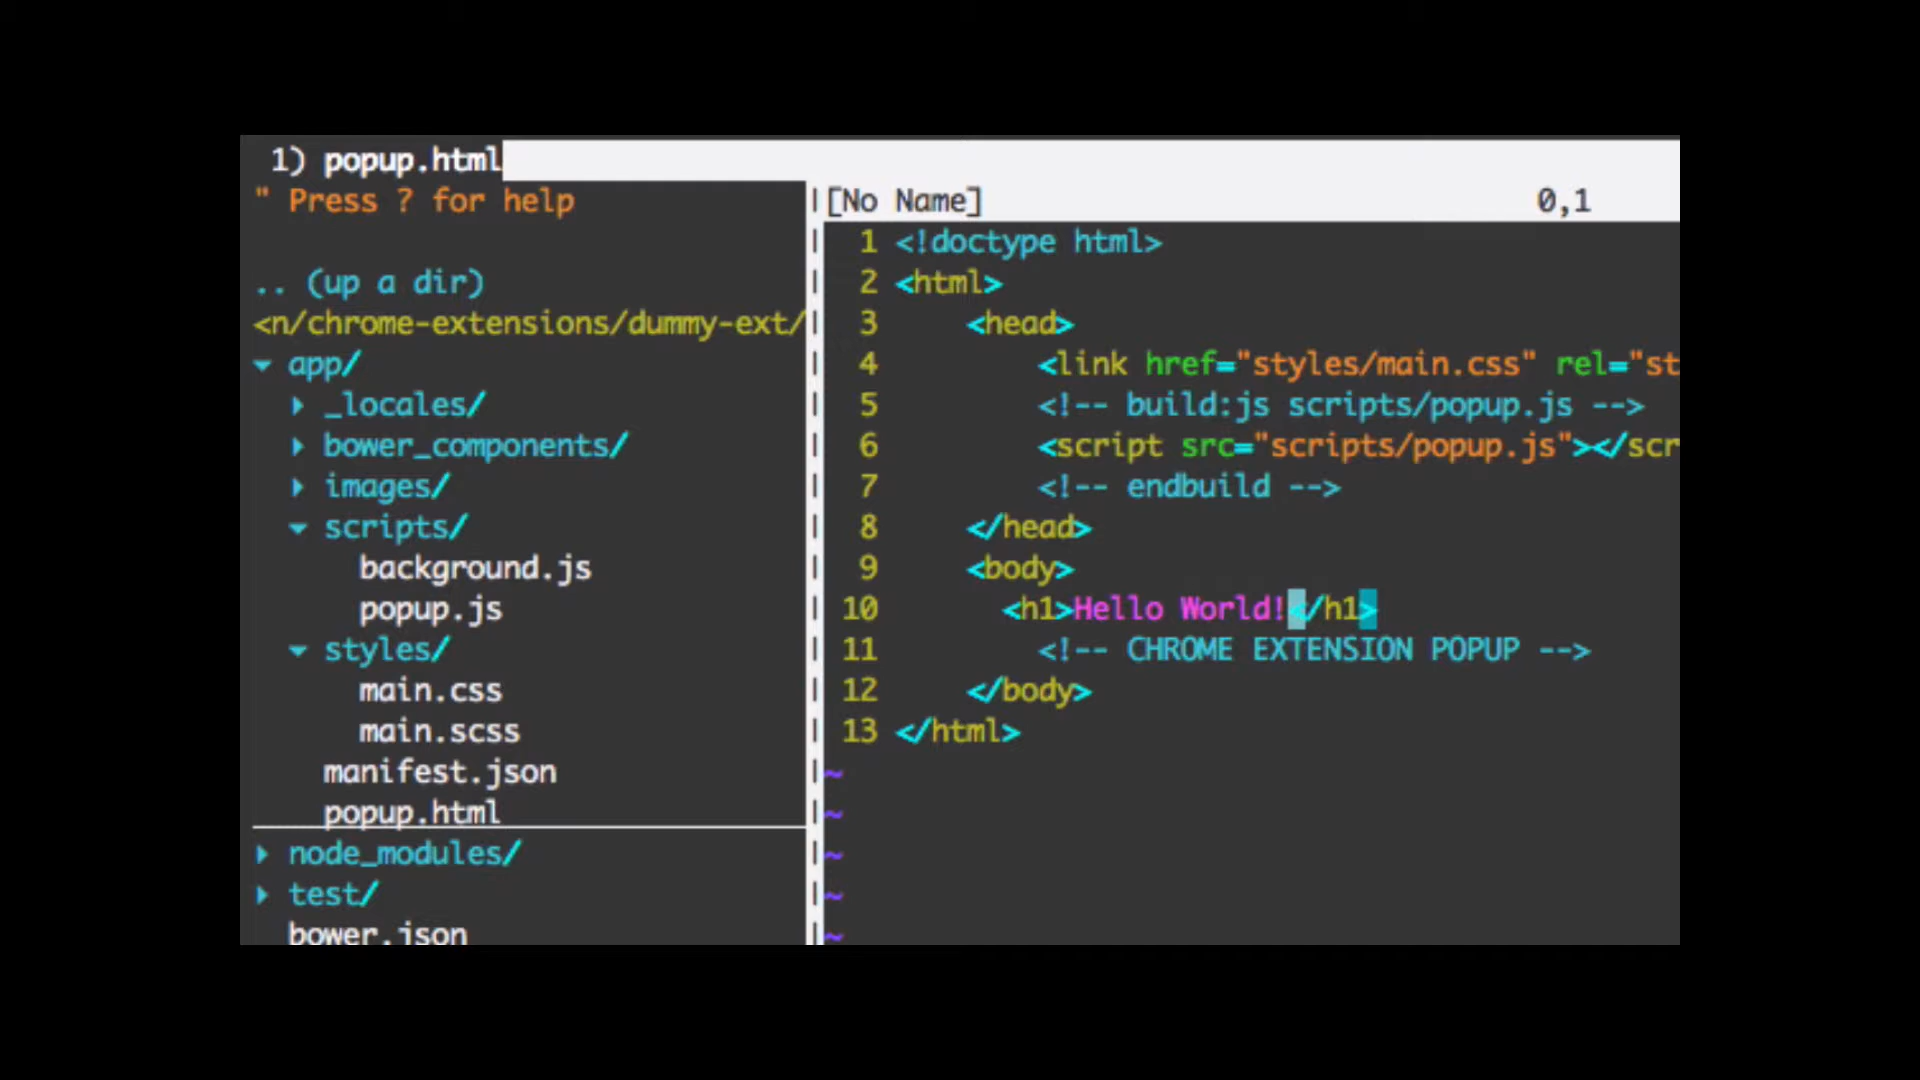 1) popup.html
" Press ? for help
.. (up a dir)
<n/chrome-extensions/dummy-ext/
▾ app/
▸ _locales/
▸ bower_components/
▸ images/
▾ scripts/
background.js
popup.js
▾ styles/
main.css
main.scss
manifest.json
popup.html
▸ node_modules/
▸ test/
bower.json
[No Name] 0,1
1 <!doctype html>
2 <html>
3 <head>
4 <link href="styles/main.css" rel="st
5 <!-- build:js scripts/popup.js -->
6 <script src="scripts/popup.js"></scr
7 <!-- endbuild -->
8 </head>
9 <body>
10 <h1>Hello World!</h1>
11 <!-- CHROME EXTENSION POPUP -->
12 </body>
13 </html>
~
~
~
~
~